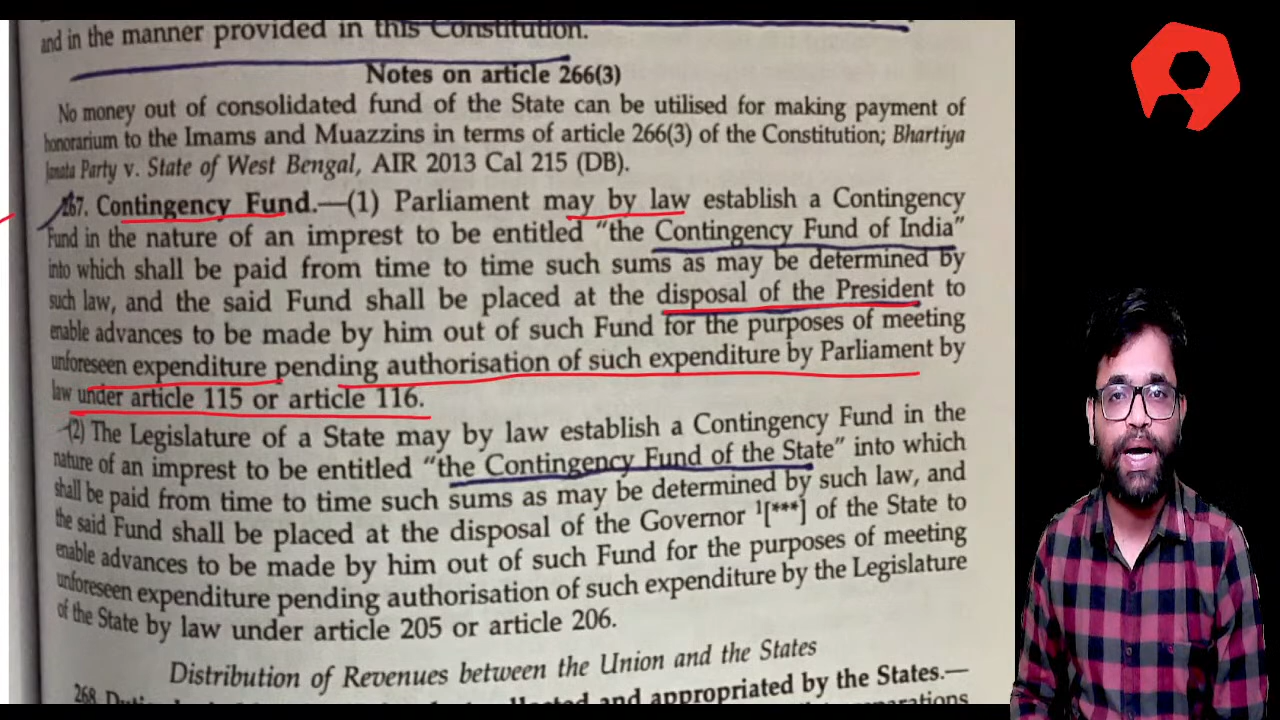 and in the manner provided in this Constitution.
Notes on article 266(3)
No money out of consolidated fund of the State can be utilised for making payment of
honorarium to the Imams and Muazzins in terms of article 266(3) of the Constitution; Bhartiya
Janata Party v. State of West Bengal, AIR 2013 Cal 215 (DB).
267. Contingency Fund.—(1) Parliament may by law establish a Contingency
Fund in the nature of an imprest to be entitled “the Contingency Fund of India”
into which shall be paid from time to time such sums as may be determined by
such law, and the said Fund shall be placed at the disposal of the President to
enable advances to be made by him out of such Fund for the purposes of meeting
unforeseen expenditure pending authorisation of such expenditure by Parliament by
law under article 115 or article 116.
(2) The Legislature of a State may by law establish a Contingency Fund in the
nature of an imprest to be entitled “the Contingency Fund of the State” into which
shall be paid from time to time such sums as may be determined by such law, and
the said Fund shall be placed at the disposal of the Governor ¹[***] of the State to
enable advances to be made by him out of such Fund for the purposes of meeting
unforeseen expenditure pending authorisation of such expenditure by the Legislature
of the State by law under article 205 or article 206.
Distribution of Revenues between the Union and the States
268. and appropriated by the States.—